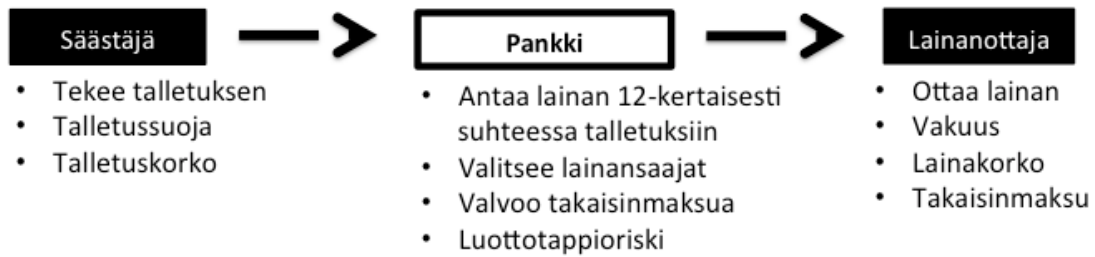 Säästäjä
• Tekee talletuksen
• Talletussuoja
• Talletuskorko
Pankki
• Antaa lainan 12-kertaisesti
suhteessa talletuksiin
• Valitsee lainansaajat
• Valvoo takaisinmaksua
• Luottotappioriski
Lainanottaja
• Ottaa lainan
• Vakuus
• Lainakorko
• Takaisinmaksu